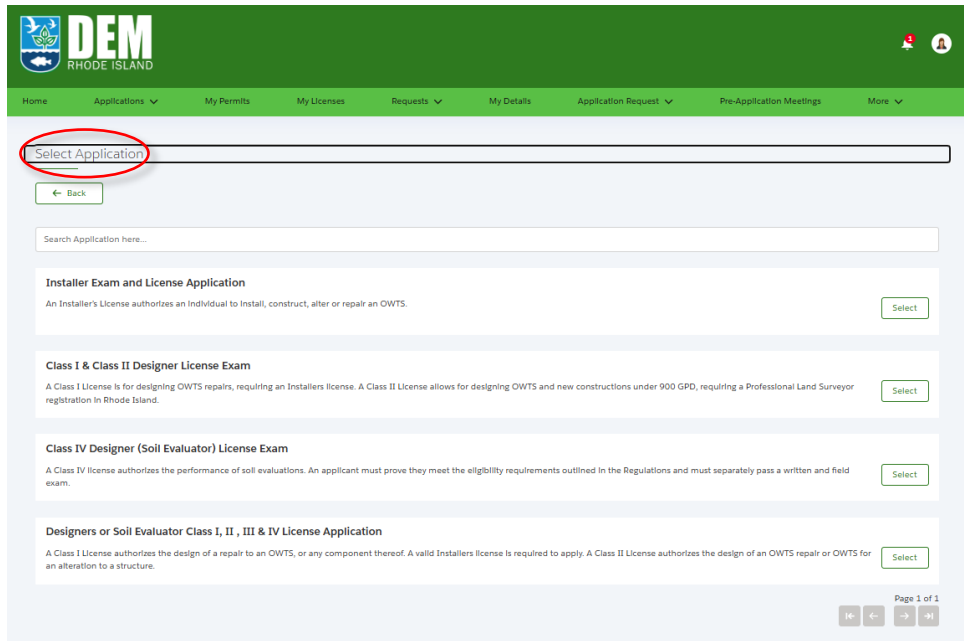 DEM
RHODE ISLAND
1
Home Applications My Permits My Licenses Requests My Details Application Request Pre-Application Meetings More
Select Application
← Back
Search Application here...
Installer Exam and License Application
An Installer's License authorizes an individual to install, construct, alter or repair an OWTS.
Select
Class I & Class II Designer License Exam
A Class I License is for designing OWTS repairs, requiring an Installers license. A Class II License allows for designing OWTS and new constructions under 900 GPD, requiring a Professional Land Surveyor
registration in Rhode Island.
Select
Class IV Designer (Soil Evaluator) License Exam
A Class IV license authorizes the performance of soil evaluations. An applicant must prove they meet the eligibility requirements outlined in the Regulations and must separately pass a written and field
exam.
Select
Designers or Soil Evaluator Class I, II , III & IV License Application
A Class I License authorizes the design of a repair to an OWTS, or any component thereof. A valid Installers license is required to apply. A Class II License authorizes the design of an OWTS repair or OWTS for
an alteration to a structure.
Select
Page 1 of 1